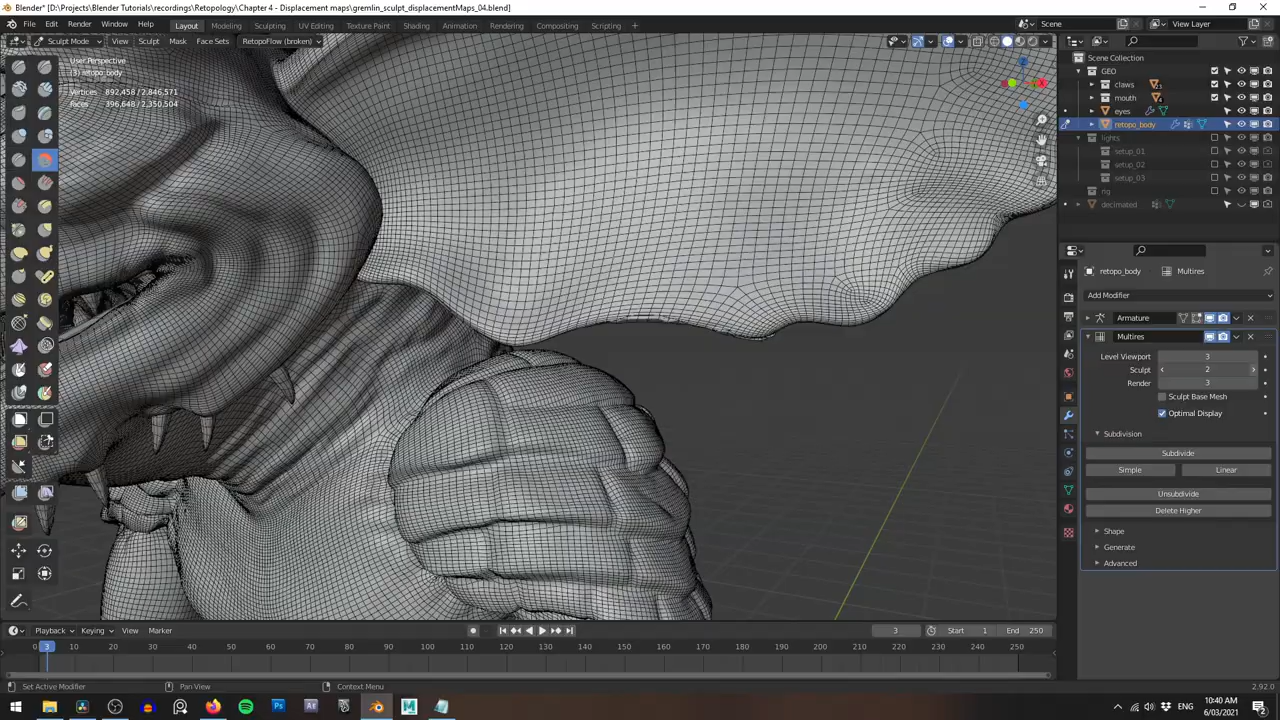 Blender* [D:\Projects\Blender Tutorials\recordings\Retopology\Chapter 4 - Displacement maps\gremlin_sculpt_displacementMaps_04.blend]
File Edit Render Window Help Layout Modeling Sculpting UV Editing Texture Paint Shading Animation Rendering Compositing Scripting Scene View Layer
Sculpt Mode View Sculpt Mask Face Sets RetopoFlow (broken)
User Perspective
(3) retopo_body
Vertices 892,458 / 2,846,571
Faces 396,648 / 2,350,504
Scene Collection
GEO
claws 23
mouth
eyes
retopo_body
lights
setup_01
setup_02
setup_03
rig
decimated
retopo_body Multires
Add Modifier
Armature
Multires
Level Viewport 3
Sculpt 2
Render 3
Sculpt Base Mesh
Optimal Display
Subdivision
Subdivide
Simple Linear
Unsubdivide
Delete Higher
Shape
Generate
Advanced
Playback Keying View Marker 3 Start 1 End 250
0 3 10 20 30 40 50 60 70 80 90 100 110 120 130 140 150 160 170 180 190 200 210 220 230 240 250
Set Active Modifier Pan View Context Menu 2.92.0
10:40 AM
ENG
6/03/2021